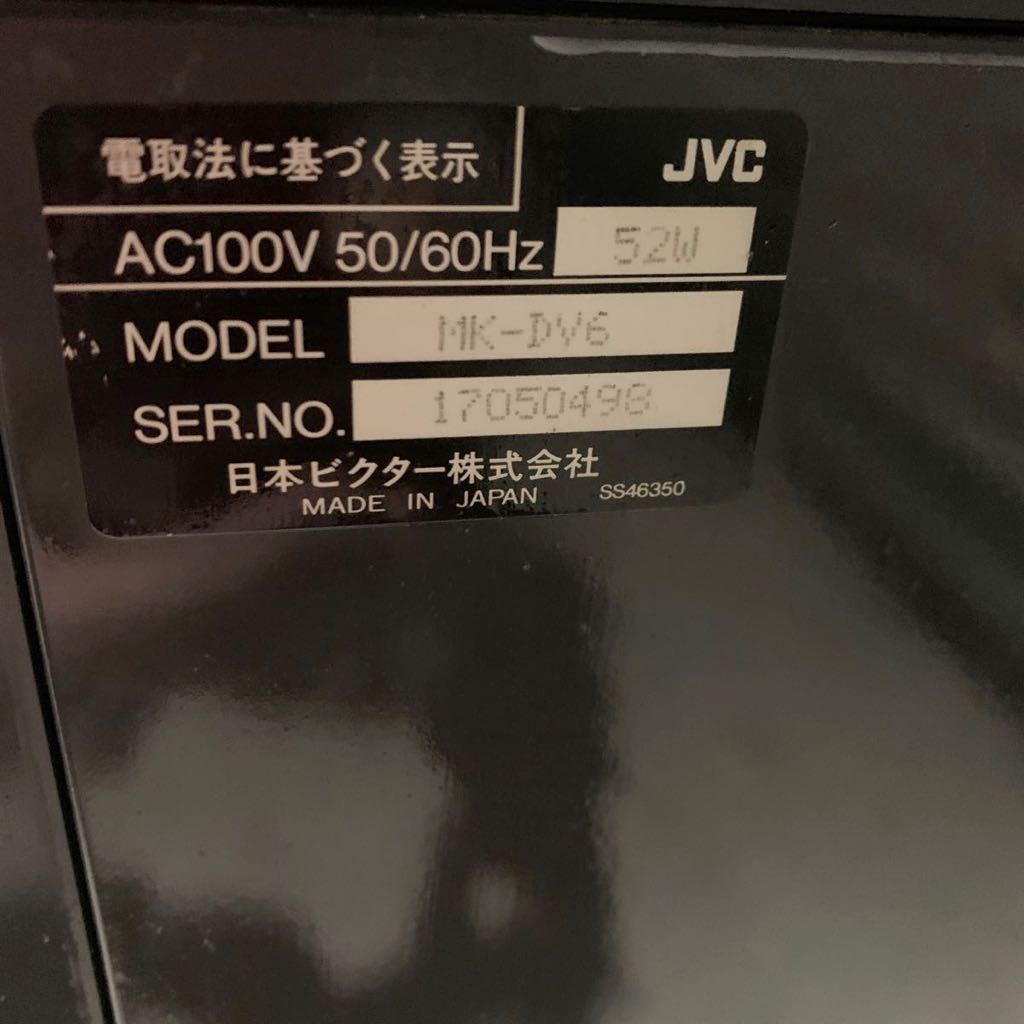 電取法に基づく表示
JVC
AC100V 50/60Hz 52W
MODEL MK-DV6
SER.NO. 17050498
日本ビクター株式会社
MADE IN JAPAN SS46350